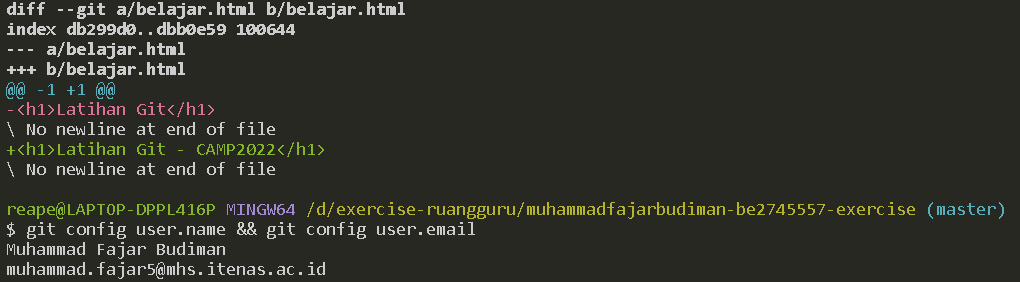 diff --git a/belajar.html b/belajar.html
index db299d0..dbb0e59 100644
--- a/belajar.html
+++ b/belajar.html
@@ -1 +1 @@
-<h1>Latihan Git</h1>
\ No newline at end of file
+<h1>Latihan Git - CAMP2022</h1>
\ No newline at end of file
reape@LAPTOP-DPPL416P MINGW64 /d/exercise-ruangguru/muhammadfajarbudiman-be2745557-exercise (master)
$ git config user.name && git config user.email
Muhammad Fajar Budiman
muhammad.fajar5@mhs.itenas.ac.id